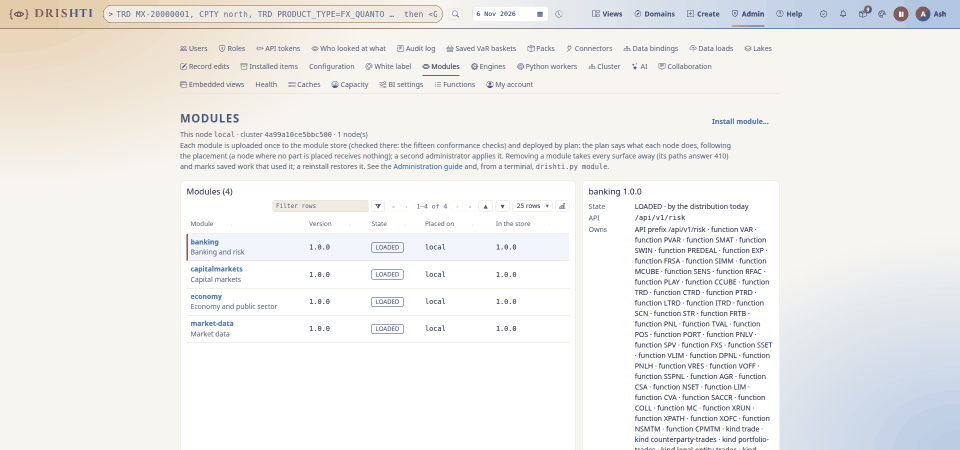 {👁} DRISHTI
> TRD MX-20000001, CPTY north, TRD PRODUCT_TYPE=FX_QUANTO … then <G
6 Nov 2026
Views Domains Create Admin Help
A Ash
Users Roles API tokens Who looked at what Audit log Saved VaR baskets Packs Connectors Data bindings Data loads Lakes
Record edits Installed items Configuration White label Modules Engines Python workers Cluster AI Collaboration
Embedded views Health Caches Capacity BI settings Functions My account
MODULES
Install module...
This node local · cluster 4a99a10ce5bbc500 · 1 node(s)
Each module is uploaded once to the module store (checked there: the fifteen conformance checks) and deployed by plan: the plan says what each node does, following
the placement (a node where no part is placed receives nothing); a second administrator applies it. Removing a module takes every surface away (its paths answer 410)
and marks saved work that used it; a reinstall restores it. See the Administration guide and, from a terminal, drishti.py module.
Modules (4)
Filter rows
1–4 of 4
25 rows
Module Version State Placed on In the store
banking
Banking and risk
1.0.0 LOADED local 1.0.0
capitalmarkets
Capital markets
1.0.0 LOADED local 1.0.0
economy
Economy and public sector
1.0.0 LOADED local 1.0.0
market-data
Market data
1.0.0 LOADED local 1.0.0
banking 1.0.0
State LOADED · by the distribution today
API /api/v1/risk
Owns API prefix /api/v1/risk · function VAR ·
function PVAR · function SMAT · function
SWIN · function PREDEAL · function EXP ·
function FRSA · function SIMM · function
MCUBE · function SENS · function RFAC ·
function PLAY · function CCUBE · function
TRD · function CTRD · function PTRD ·
function LTRD · function ITRD · function
SCN · function STR · function FRTB ·
function PNL · function TVAL · function
POS · function PORT · function PNLV ·
function SPV · function FXS · function SSET
· function VLIM · function DPNL · function
PNLH · function VRES · function VOFF ·
function SSPNL · function AGR · function
CSA · function NSET · function LIM ·
function CVA · function SACCR · function
COLL · function MC · function XRUN ·
function XPATH · function XOFC · function
NSMTM · function CPMTM · kind trade ·
kind counterparty-trades · kind portfolio-
trades · kind legal-entity-trades · kind